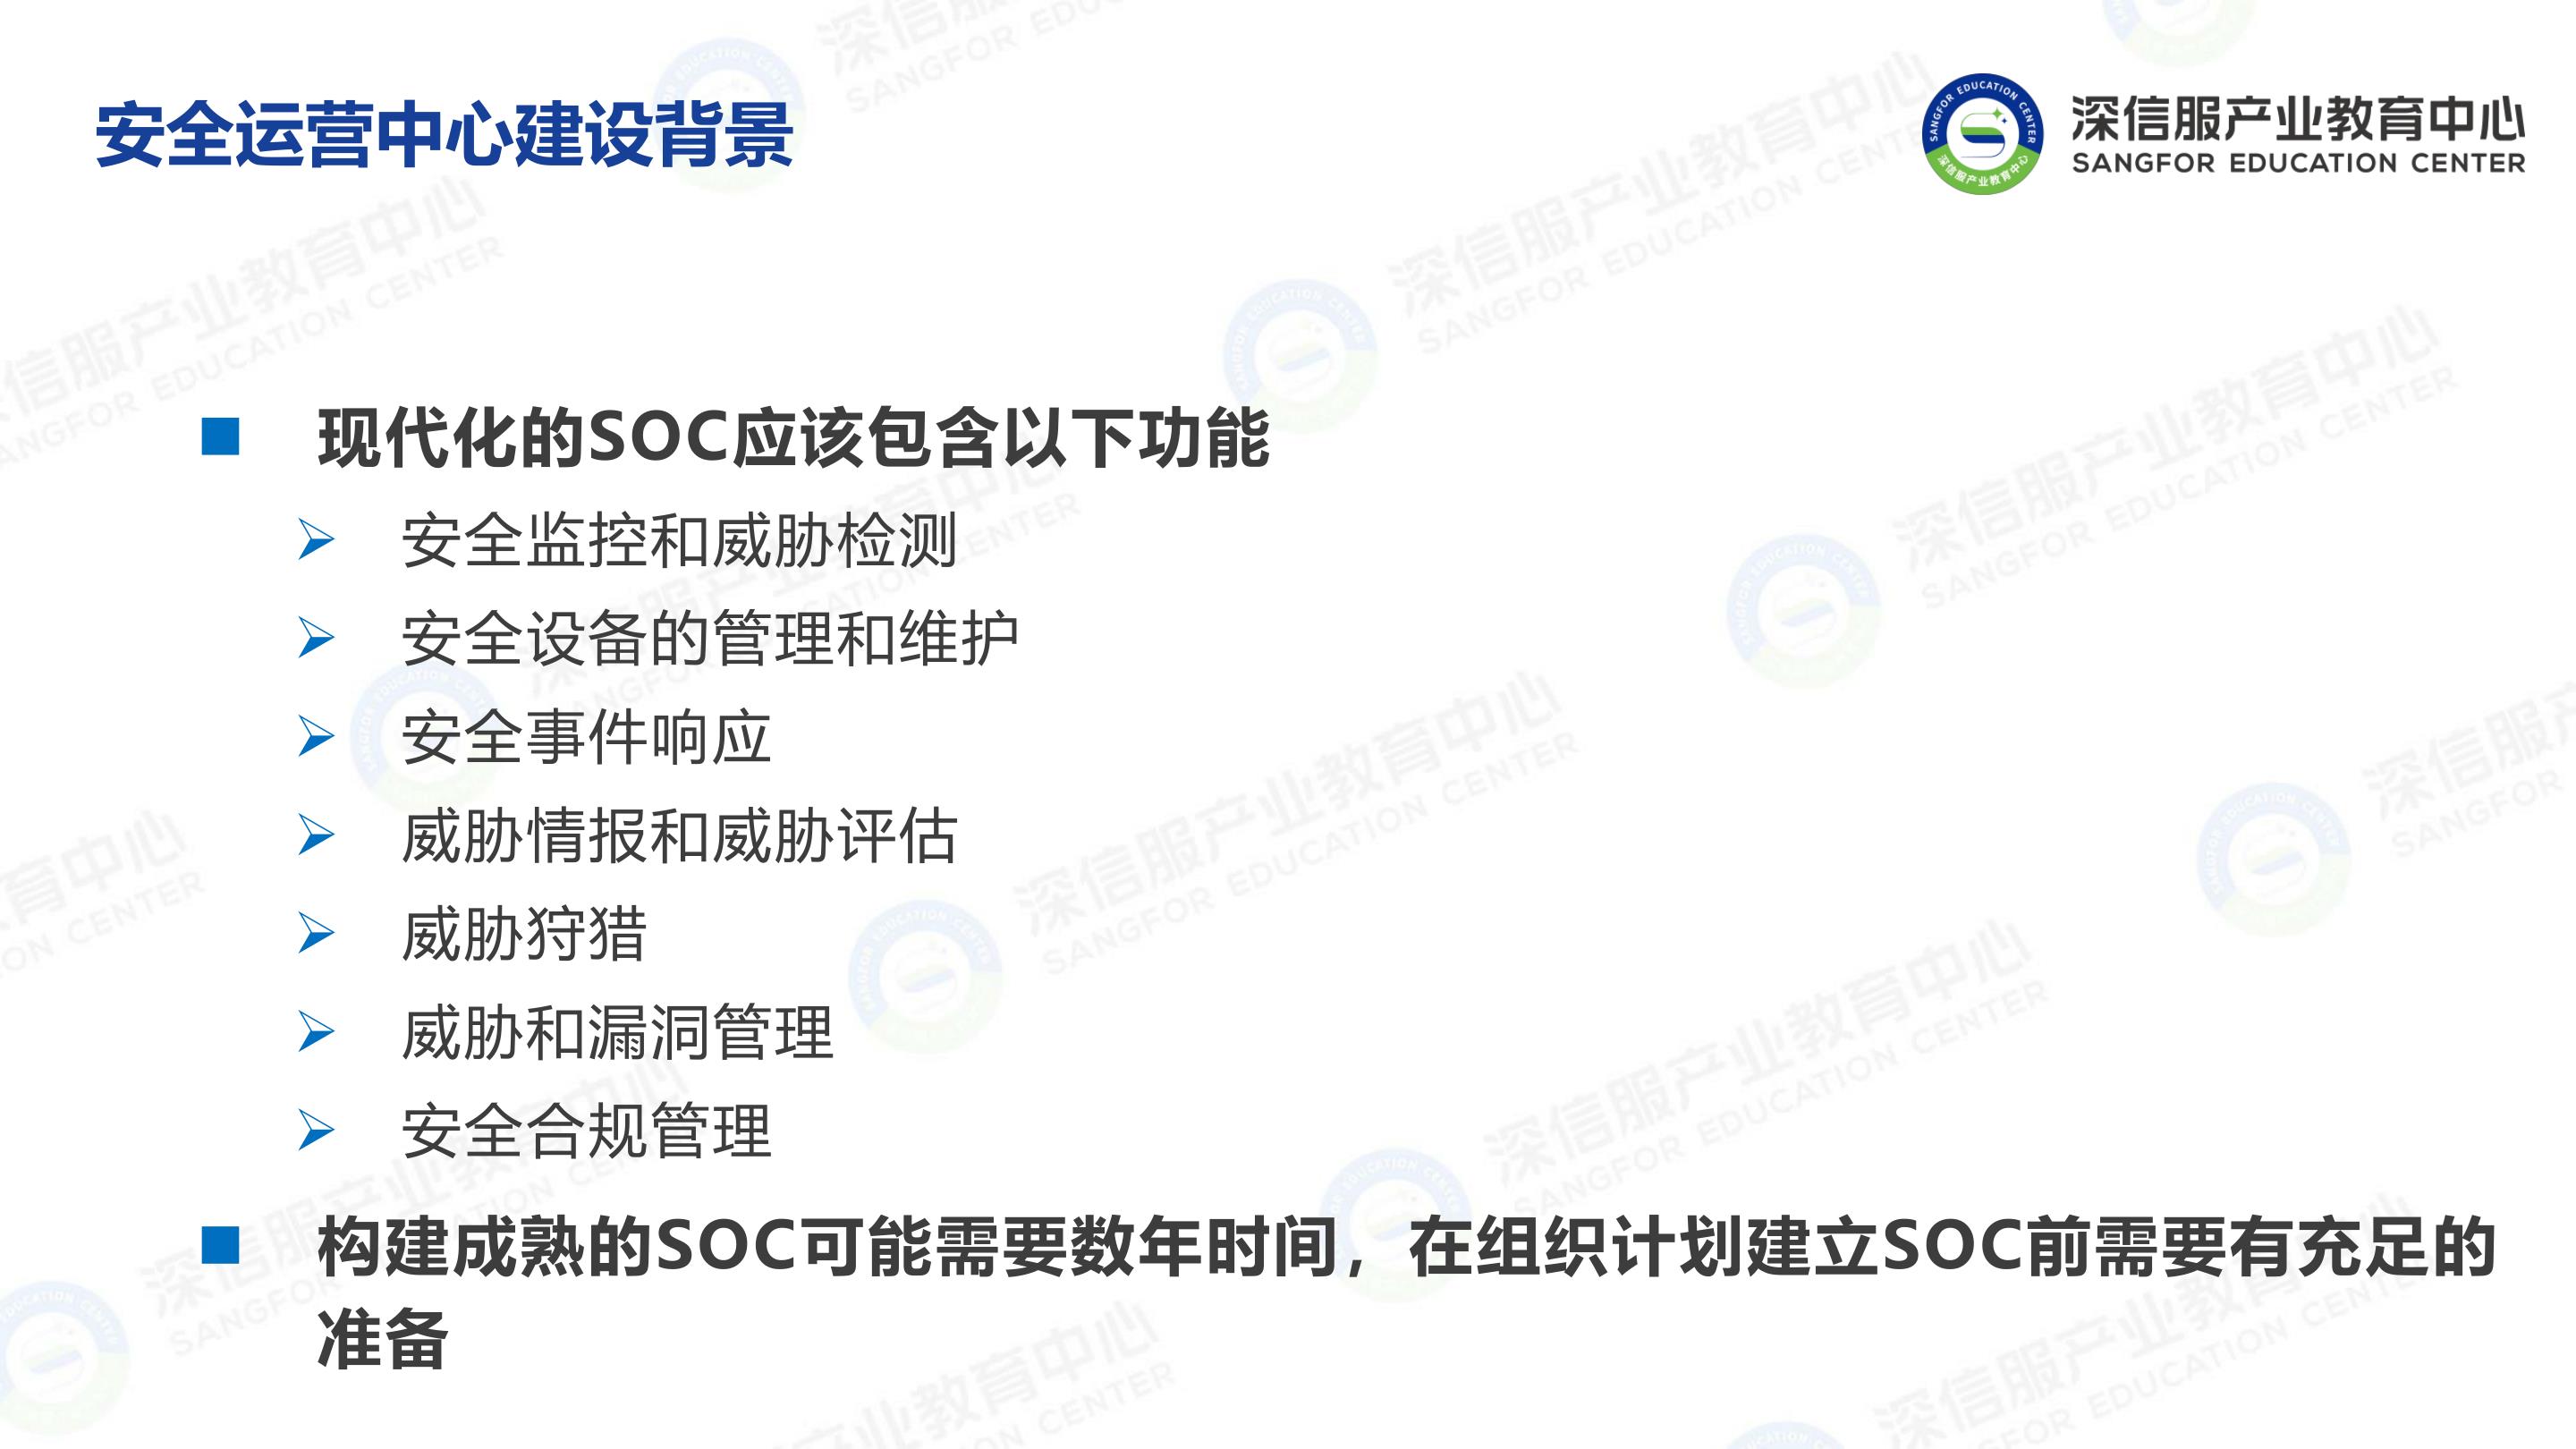 安全运营中心建设背景
深信服产业教育中心
SANGFOR EDUCATION CENTER
现代化的SOC应该包含以下功能
安全监控和威胁检测
安全设备的管理和维护
安全事件响应
威胁情报和威胁评估
威胁狩猎
威胁和漏洞管理
安全合规管理
构建成熟的SOC可能需要数年时间，在组织计划建立SOC前需要有充足的
准备